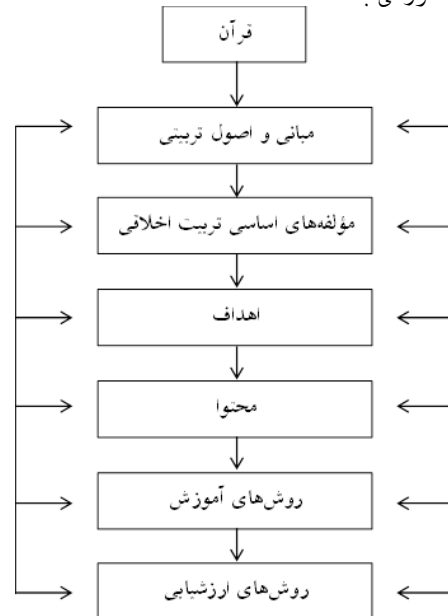 قرآن
مبانی و اصول تربیتی
مؤلفه‌های اساسی تربیت اخلاقی
اهداف
محتوا
روش‌های آموزش
روش‌های ارزشیابی